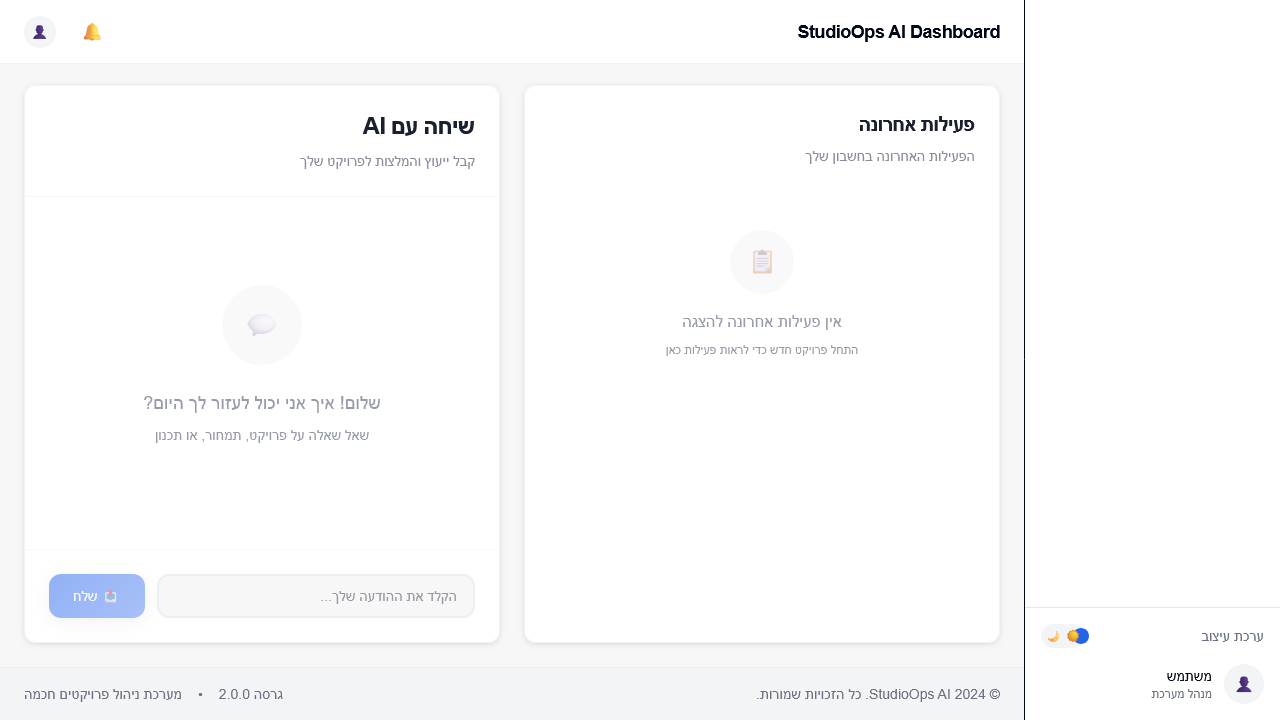 StudioOps AI Dashboard
פעילות אחרונה
הפעילות האחרונה בחשבון שלך
אין פעילות אחרונה להצגה
התחל פרויקט חדש כדי לראות פעילות כאן
שיחה עם AI
קבל ייעוץ והמלצות לפרויקט שלך
שלום! איך אני יכול לעזור לך היום?
שאל שאלה על פרויקט, תמחור, או תכנון
הקלד את ההודעה שלך...
שלח
ערכת עיצוב
משתמש
מנהל מערכת
© 2024 StudioOps AI. כל הזכויות שמורות.
גרסה 2.0.0 • מערכת ניהול פרויקטים חכמה